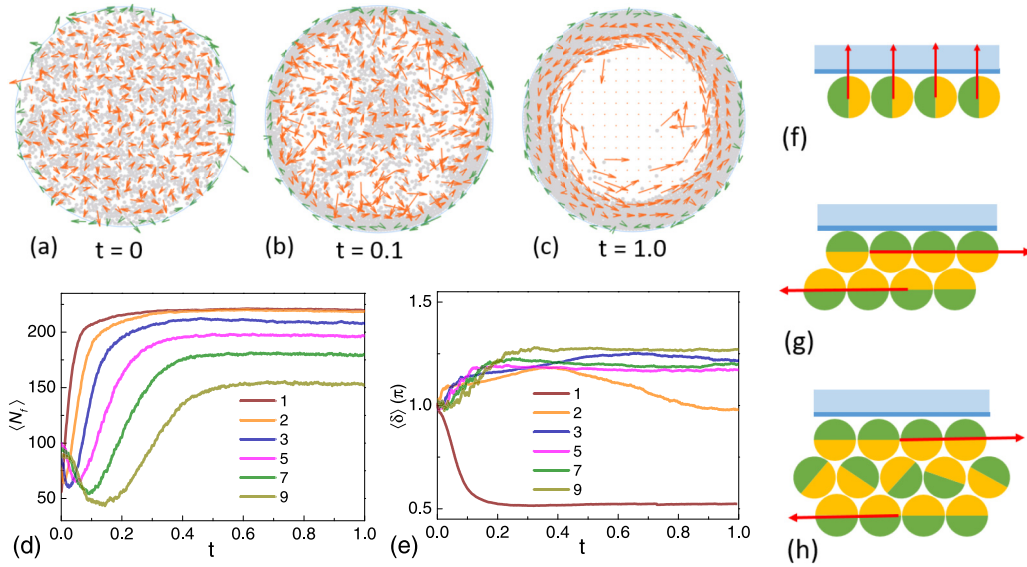 (a) t = 0
(b) t = 0.1
(c) t = 1.0
(f)
(g)
(h)
(d)
⟨N_f⟩
200
150
100
50
0.0 0.2 0.4 0.6 0.8 1.0
t
1
2
3
5
7
9
(e)
⟨δ⟩ (π)
1.5
1.0
0.5
0.0 0.2 0.4 0.6 0.8 1.0
t
1
2
3
5
7
9